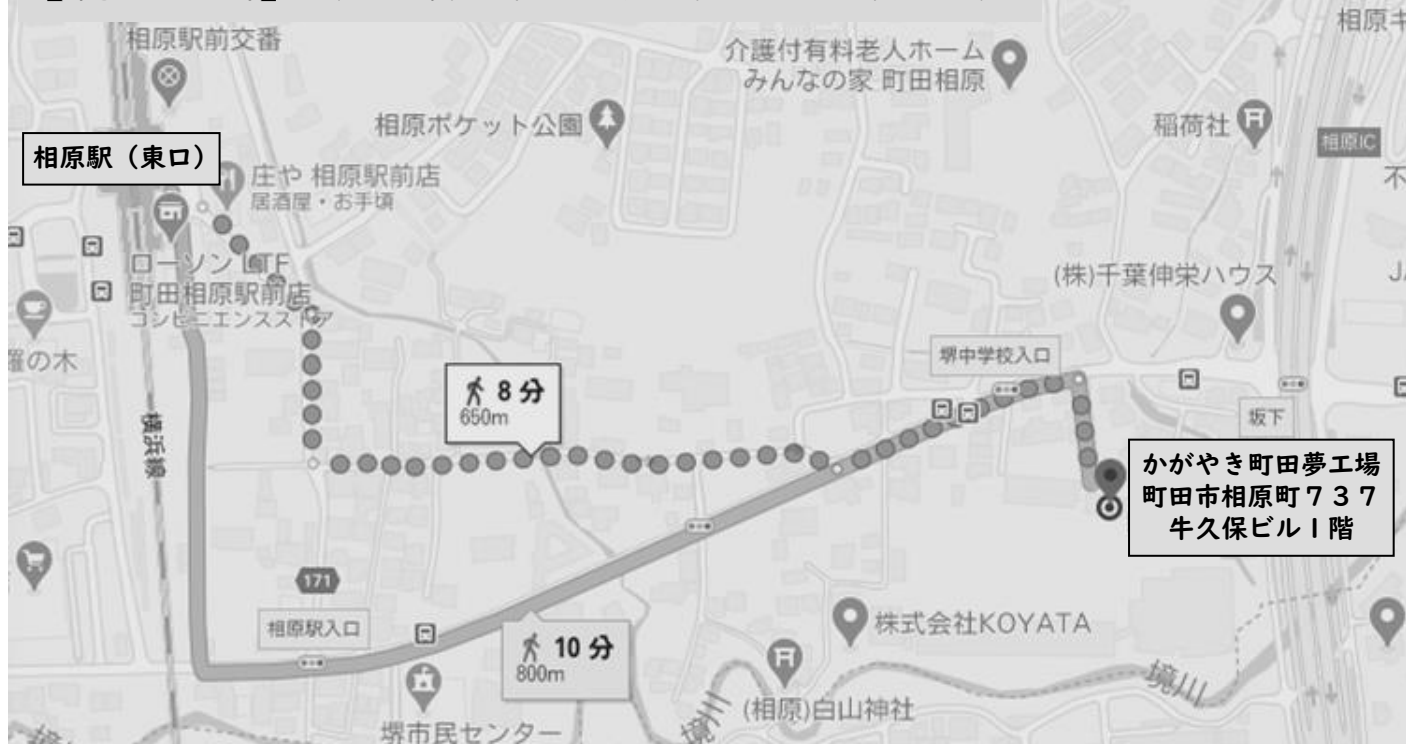 相原駅前交番
介護付有料老人ホーム
みんなの家 町田相原
相原ポケット公園
稲荷社
相原IC
相原駅（東口）
庄や 相原駅前店
居酒屋・お手頃
ローソン LTF
町田相原駅前店
コンビニエンスストア
(株)千葉伸栄ハウス
羅の木
堺中学校入口
8 分
650m
坂下
横浜線
かがやき町田夢工場
町田市相原町７３７
牛久保ビル１階
171
相原駅入口
10 分
800m
株式会社KOYATA
境川
(相原)白山神社
境川
堺市民センター